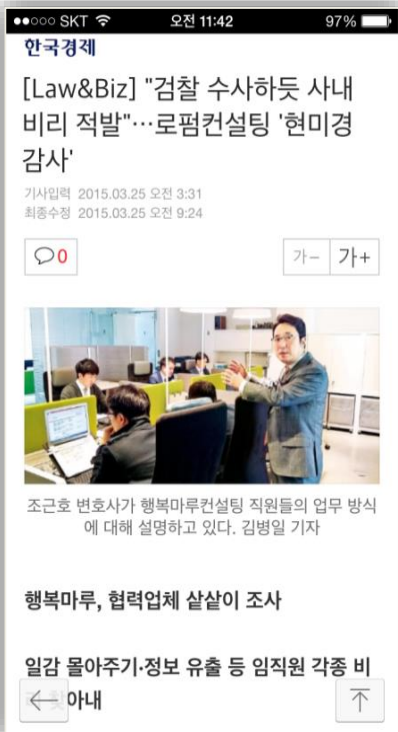 SKT 오전 11:42 97%
한국경제
[Law&Biz] "검찰 수사하듯 사내
비리 적발"…로펌컨설팅 '현미경
감사'
기사입력 2015.03.25 오전 3:31
최종수정 2015.03.25 오전 9:24
0 가- 가+
조근호 변호사가 행복마루컨설팅 직원들의 업무 방식
에 대해 설명하고 있다. 김병일 기자
행복마루, 협력업체 샅샅이 조사
일감 몰아주기·정보 유출 등 임직원 각종 비
아내